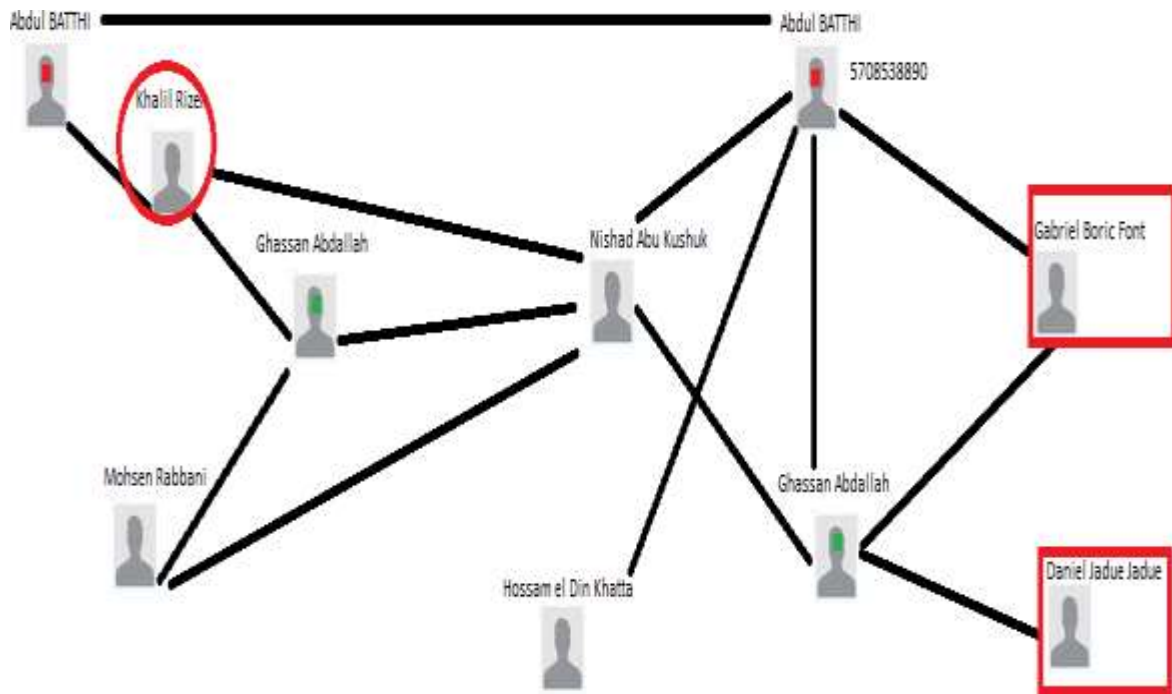 Abdul BATTHI
Abdul BATTHI
5708538890
Khalil Rizek
Ghassan Abdallah
Nishad Abu Kushuk
Gabriel Boric Font
Mohsen Rabbani
Ghassan Abdallah
Hossam el Din Khatta
Daniel Jadue Jadue